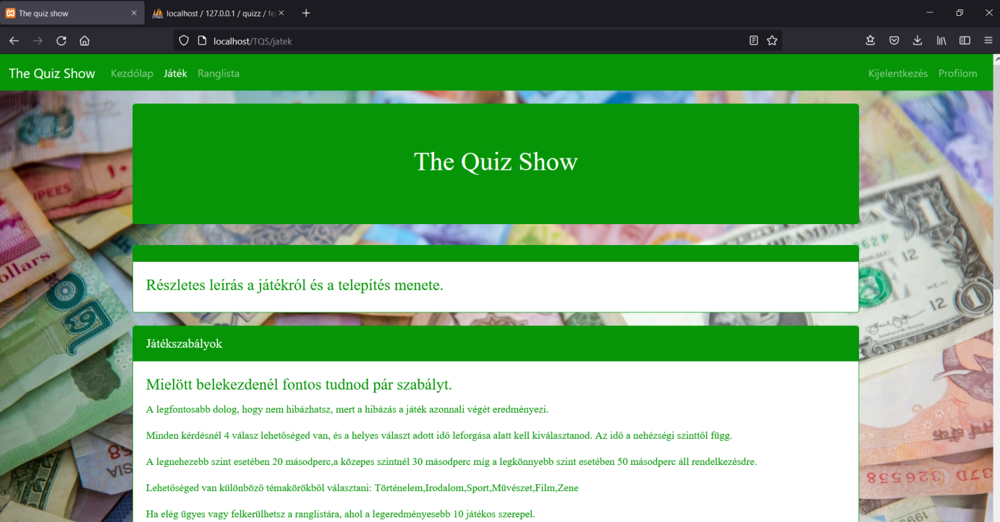 The quiz show
localhost / 127.0.0.1 / quizz / fel
localhost/TQS/jatek
The Quiz Show Kezdőlap Játék Ranglista Kijelentkezés Profilom
The Quiz Show
Részletes leírás a játékról és a telepítés menete.
Játékszabályok
Mielött belekezdenél fontos tudnod pár szabályt.
A legfontosabb dolog, hogy nem hibázhatsz, mert a hibázás a játék azonnali végét eredményezi.
Minden kérdésnél 4 válasz lehetőséged van, és a helyes választ adott idő leforgása alatt kell kiválasztanod. Az idő a nehézségi szinttől függ.
A legnehezebb szint esetében 20 másodperc,a közepes szintnél 30 másodperc míg a legkönnyebb szint esetében 50 másodperc áll rendelkezésdre.
Lehetőséged van különböző témakörökből választani: Történelem,Irodalom,Sport,Müvészet,Film,Zene
Ha elég ügyes vagy felkerülhetsz a ranglistára, ahol a legeredményesebb 10 játékos szerepel.